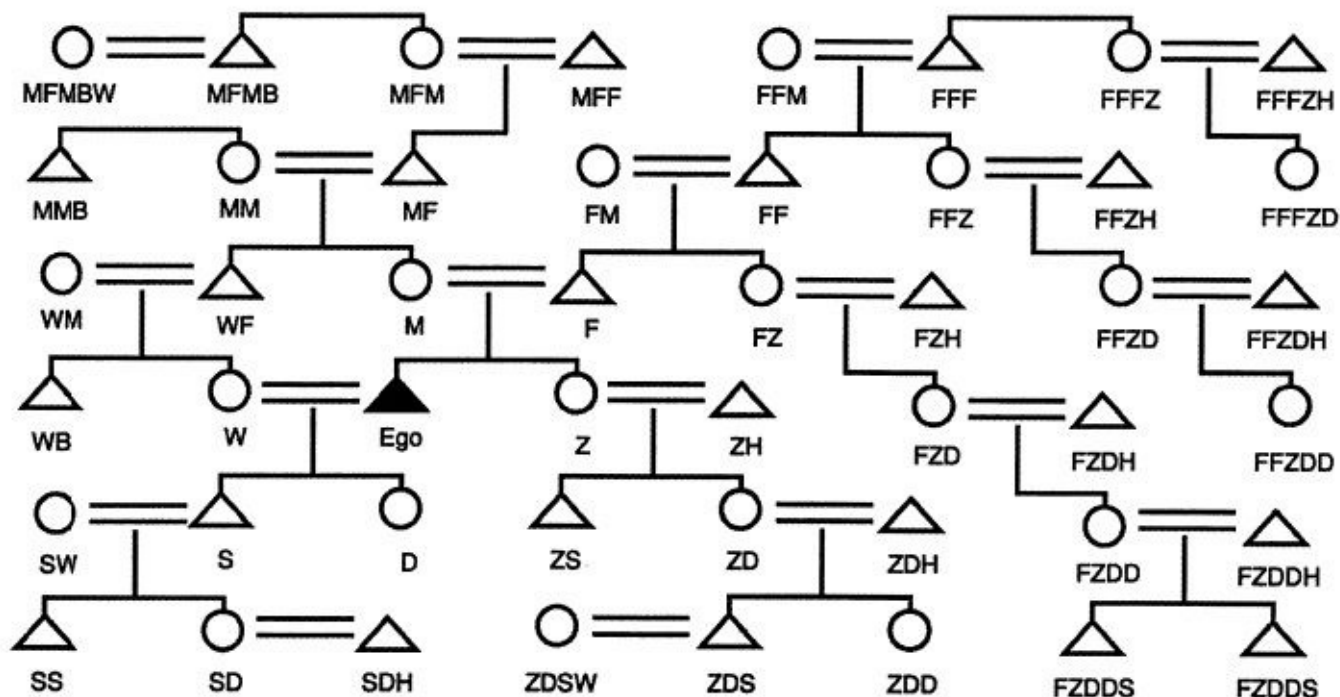 MFMBW MFMB MFM MFF FFM FFF FFFZ FFFZH
MMB MM MF FM FF FFZ FFZH FFFZD
WM WF M F FZ FZH FFZD FFZDH
WB W Ego Z ZH FZD FZDH FFZDD
SW S D ZS ZD ZDH FZDD FZDDH
SS SD SDH ZDSW ZDS ZDD FZDDS FZDDS